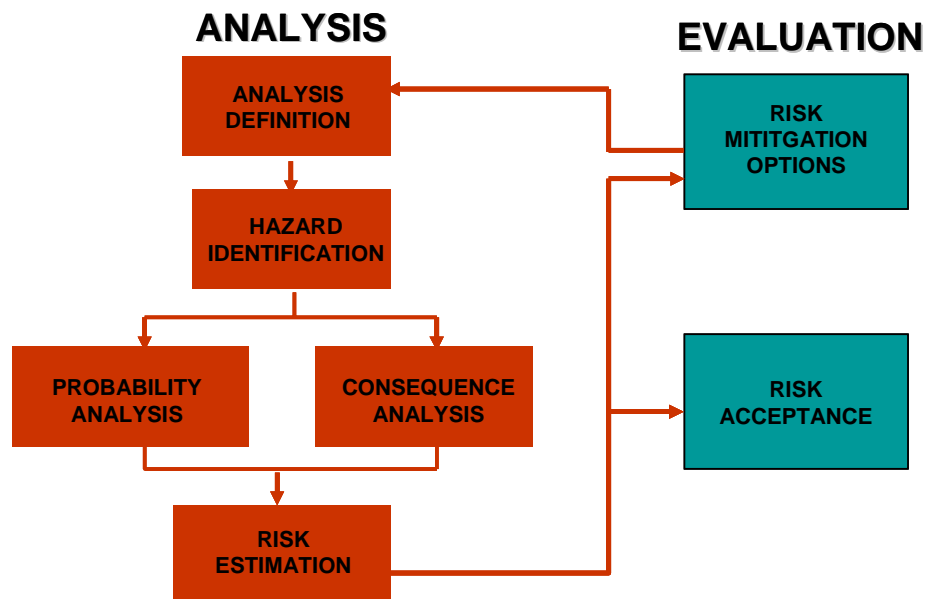 ANALYSIS
EVALUATION
ANALYSIS
DEFINITION
HAZARD
IDENTIFICATION
PROBABILITY
ANALYSIS
CONSEQUENCE
ANALYSIS
RISK
ESTIMATION
RISK
MITITGATION
OPTIONS
RISK
ACCEPTANCE